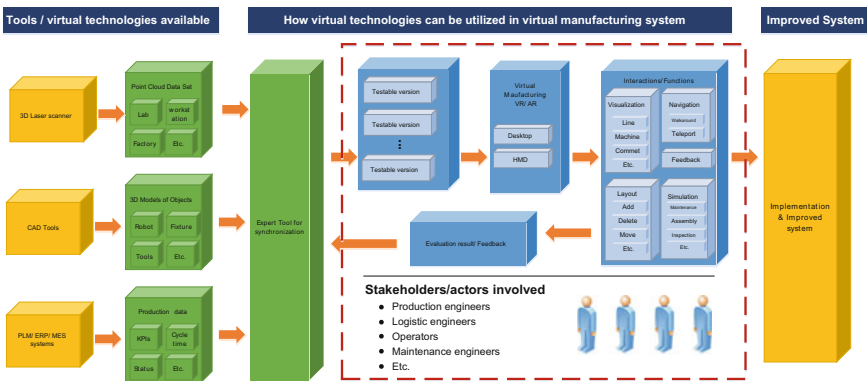 Tools / virtual technologies available
How virtual technologies can be utilized in virtual manufacturing system
Improved System
3D Laser scanner
Point Cloud Data Set
Lab
workst
ation
Factory
Etc.
CAD Tools
3D Models of Objects
Robot
Fixture
Tools
Etc.
PLM/ ERP/ MES
systems
Production data
KPIs
Cycle
time
Status
Etc.
Expert Tool for
synchronization
Testable version
Testable version
Testable version
Virtual
Maufacturing
VR/ AR
Desktop
HMD
Interactions/Functions
Visualization
Line
Machine
Commet
Etc.
Navigation
Walkaround
Teleport
Feedback
Layout
Add
Delete
Move
Etc.
Simulation
Maintenance
Assembly
Inspection
Etc.
Evaluation result/ Feedback
Stakeholders/actors involved
● Production engineers
● Logistic engineers
● Operators
● Maintenance engineers
● Etc.
Implementation
& Improved
system